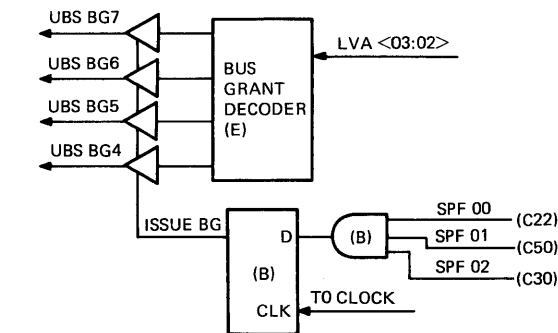 UBS BG7
UBS BG6
UBS BG5
UBS BG4
BUS
GRANT
DECODER
(E)
LVA <03:02>
ISSUE BG
D
(B)
CLK
(B)
SPF 00
(C22)
SPF 01
(C50)
SPF 02
(C30)
TO CLOCK